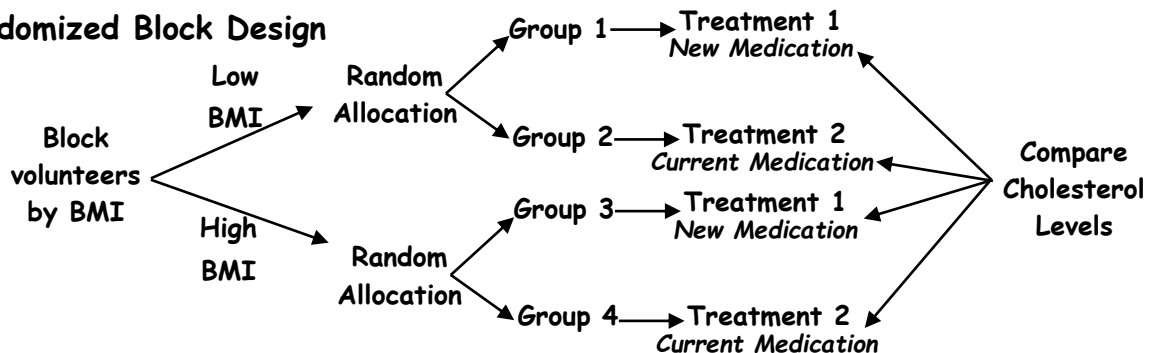 domized Block Design
Low
BMI
Block
volunteers
by BMI
High
BMI
Random
Allocation
Random
Allocation
Group 1
Treatment 1
New Medication
Group 2
Treatment 2
Current Medication
Group 3
Treatment 1
New Medication
Group 4
Treatment 2
Current Medication
Compare
Cholesterol
Levels